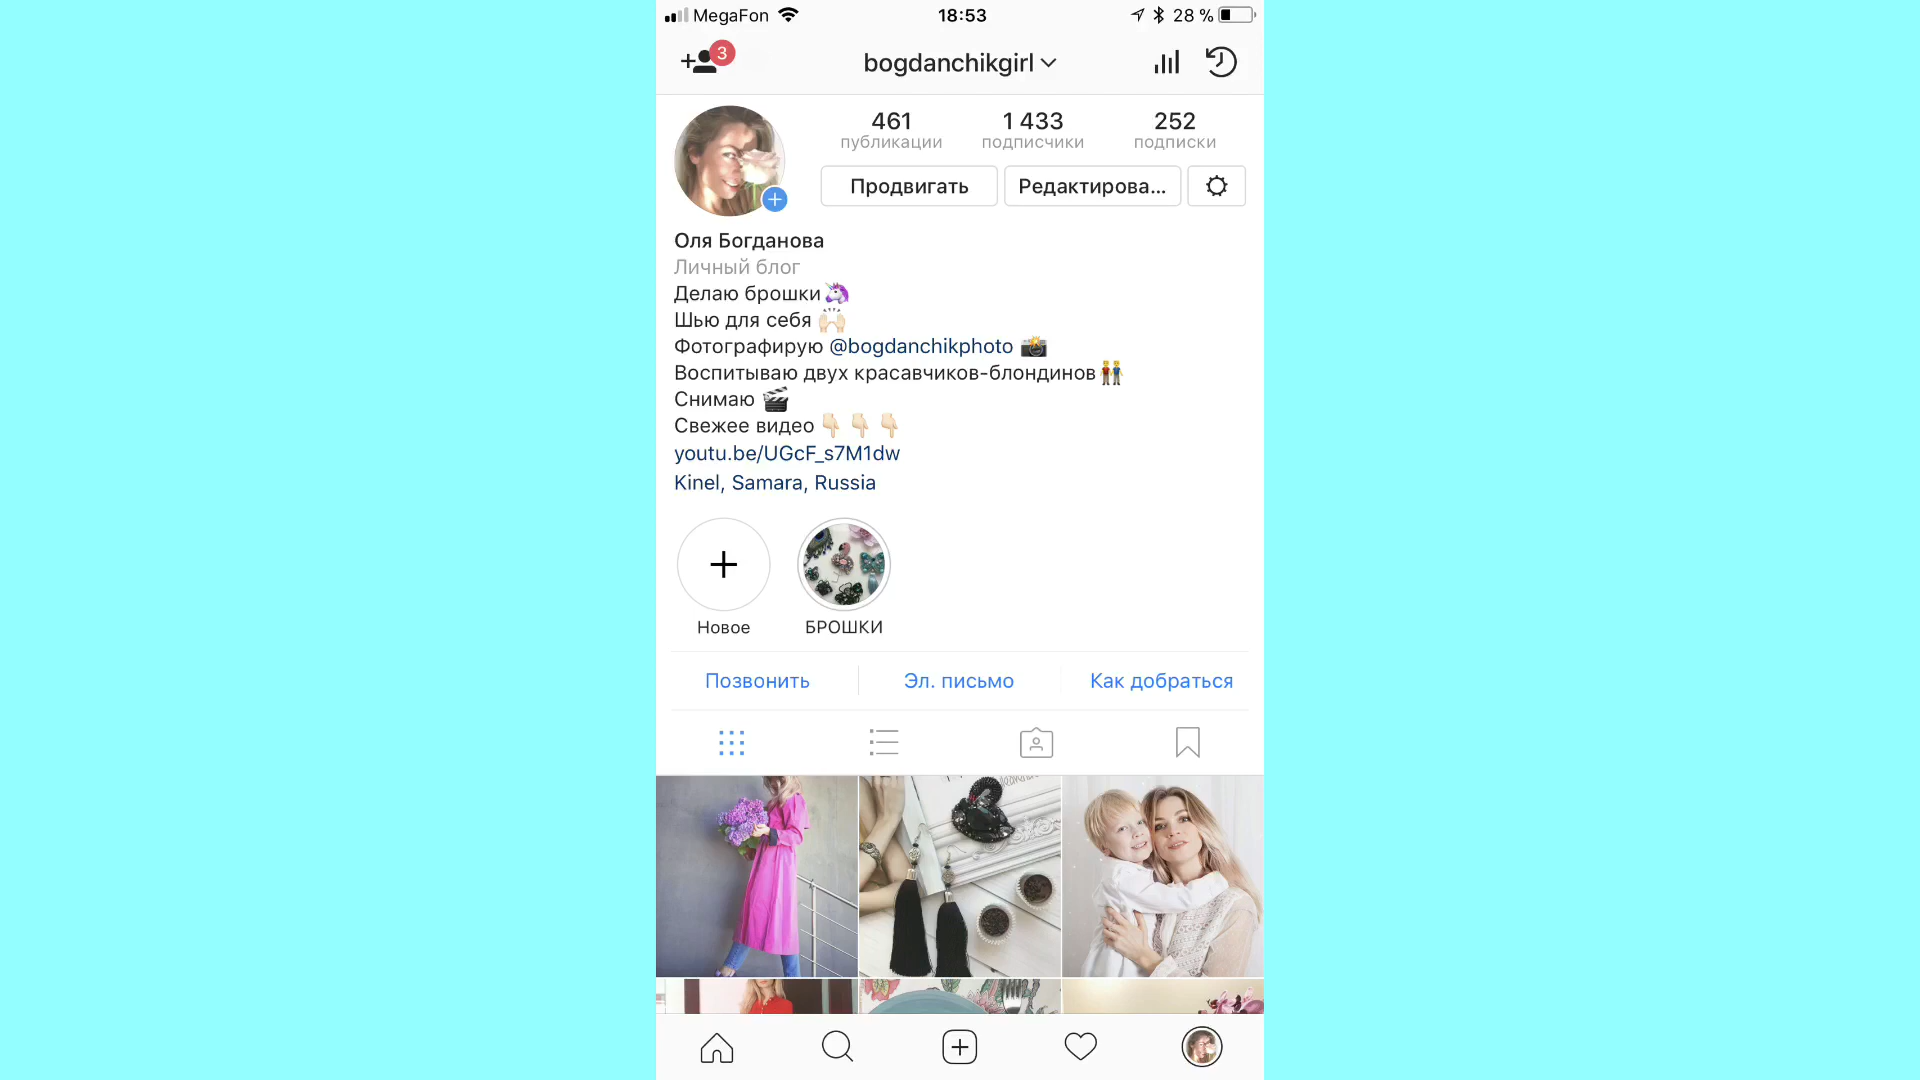 MegaFon 18:53 28 %
3
bogdanchikgirl
461 1 433 252
публикации подписчики подписки
Продвигать Редактирова... 
Оля Богданова
Личный блог
Делаю брошки🦄
Шью для себя 🙌🏻
Фотографирую @bogdanchikphoto 📸
Воспитываю двух красавчиков-блондинов👬
Снимаю 🎬
Свежее видео 👇🏻👇🏻👇🏻
youtu.be/UGcF_s7M1dw
Kinel, Samara, Russia
Новое БРОШКИ
Позвонить Эл. письмо Как добраться